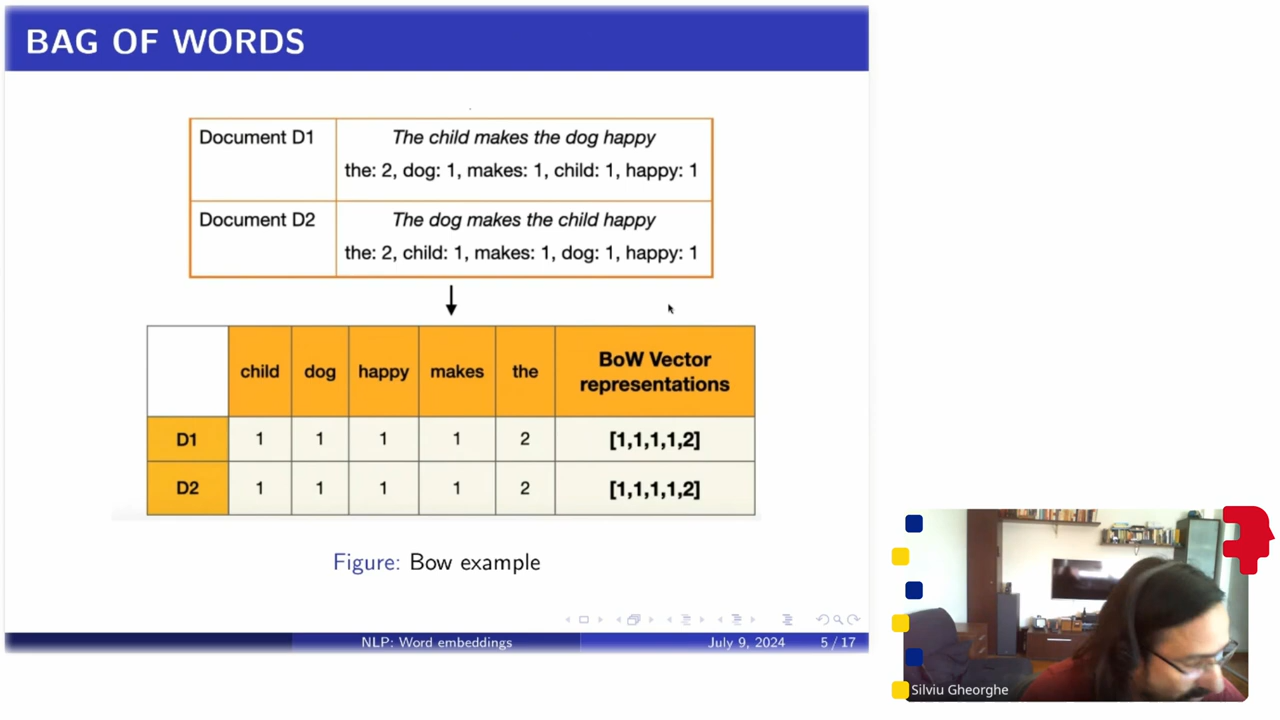 BAG OF WORDS
Document D1
The child makes the dog happy
the: 2, dog: 1, makes: 1, child: 1, happy: 1
Document D2
The dog makes the child happy
the: 2, child: 1, makes: 1, dog: 1, happy: 1
child dog happy makes the BoW Vector
representations
D1 1 1 1 1 2 [1,1,1,1,2]
D2 1 1 1 1 2 [1,1,1,1,2]
Figure: Bow example
NLP: Word embeddings July 9, 2024 5 / 17
Silviu Gheorghe